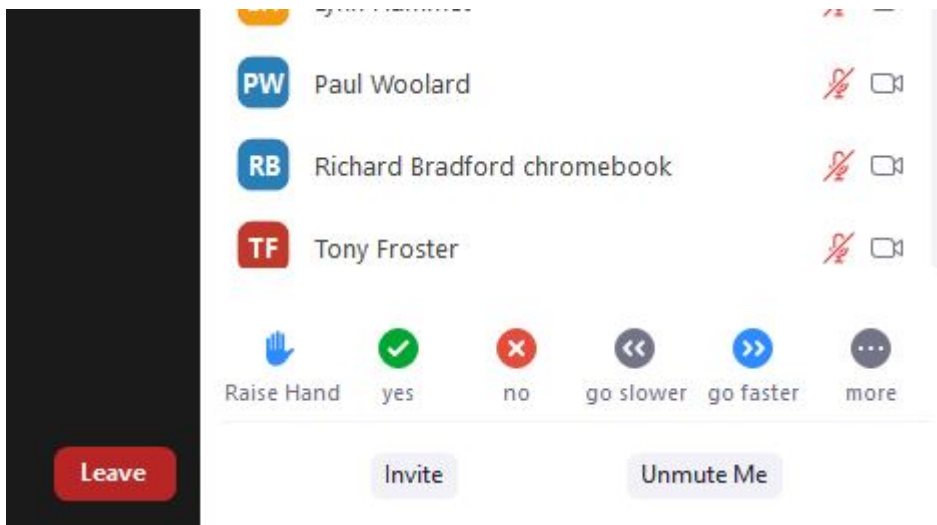 PW Paul Woolard
RB Richard Bradford chromebook
TF Tony Froster
Raise Hand yes no go slower go faster more
Leave Invite Unmute Me